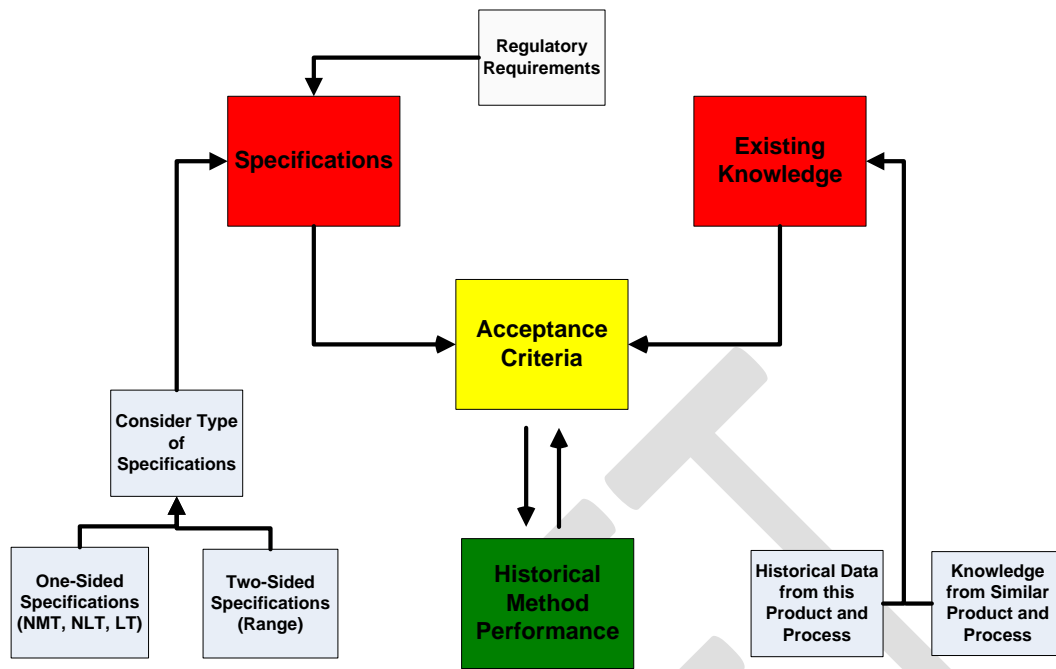 Regulatory
Requirements
Specifications
Existing
Knowledge
Acceptance
Criteria
Consider Type
of
Specifications
One-Sided
Specifications
(NMT, NLT, LT)
Two-Sided
Specifications
(Range)
Historical
Method
Performance
Historical Data
from this
Product and
Process
Knowledge
from Similar
Product and
Process